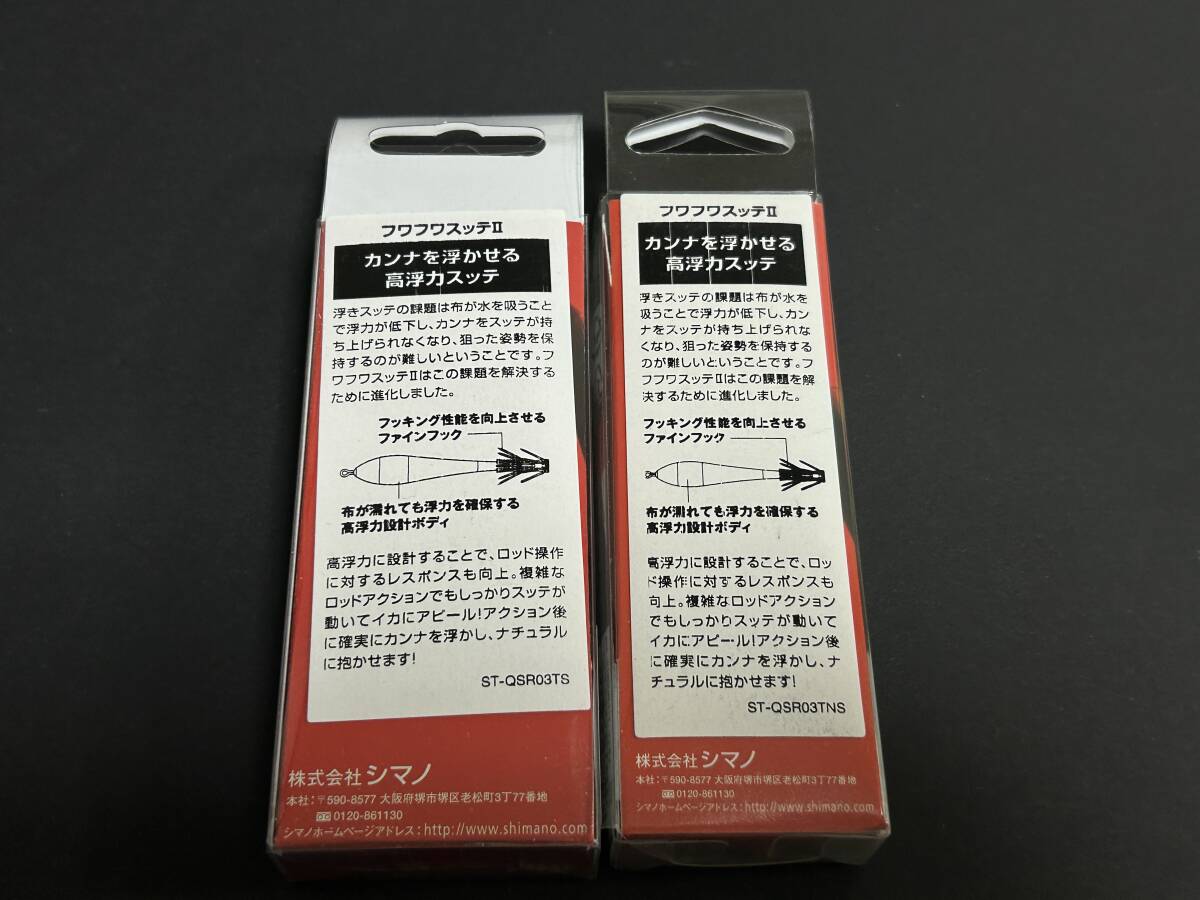 フワフワスッテII
カンナを浮かせる
高浮力スッテ
浮きスッテの課題は布が水を吸うこと
で浮力が低下し、カンナをスッテが持
ち上げられなくなり、狙った姿勢を保
持するのが難しいということです。フ
ワフワスッテIIはこの課題を解決する
ために進化しました。
フッキング性能を向上させる
ファインフック
布が濡れても浮力を確保する
高浮力設計ボディ
高浮力に設計することで、ロッド操作
に対するレスポンスも向上。複雑な
ロッドアクションでもしっかりスッテが
動いてイカにアピール!アクション後
に確実にカンナを浮かし、ナチュラル
に抱かせます!
ST-QSR03TS
株式会社シマノ
本社:〒590-8577 大阪府堺市堺区老松町3丁77番地
0120-861130
シマノホームページアドレス:http://www.shimano.com
フワフワスッテII
カンナを浮かせる
高浮力スッテ
浮きスッテの課題は布が水を
吸うことで浮力が低下し、カン
ナをスッテが持ち上げられな
くなり、狙った姿勢を保持する
のが難しいということです。フ
フフワスッテIIはこの課題を解
決するために進化しました。
フッキング性能を向上させる
ファインフック
布が濡れても浮力を確保する
高浮力設計ボディ
高浮力に設計することで、ロッ
ド操作に対するレスポンスも
向上。複雑なロッドアクション
でもしっかりスッテが動いて
イカにアピール!アクション後
に確実にカンナを浮かし、ナ
チュラルに抱かせます!
ST-QSR03TNS
株式会社シマノ
本社:〒590-8577 大阪府堺市堺区老松町3丁77番地
0120-861130
シマノホームページアドレス:http://www.shimano.com